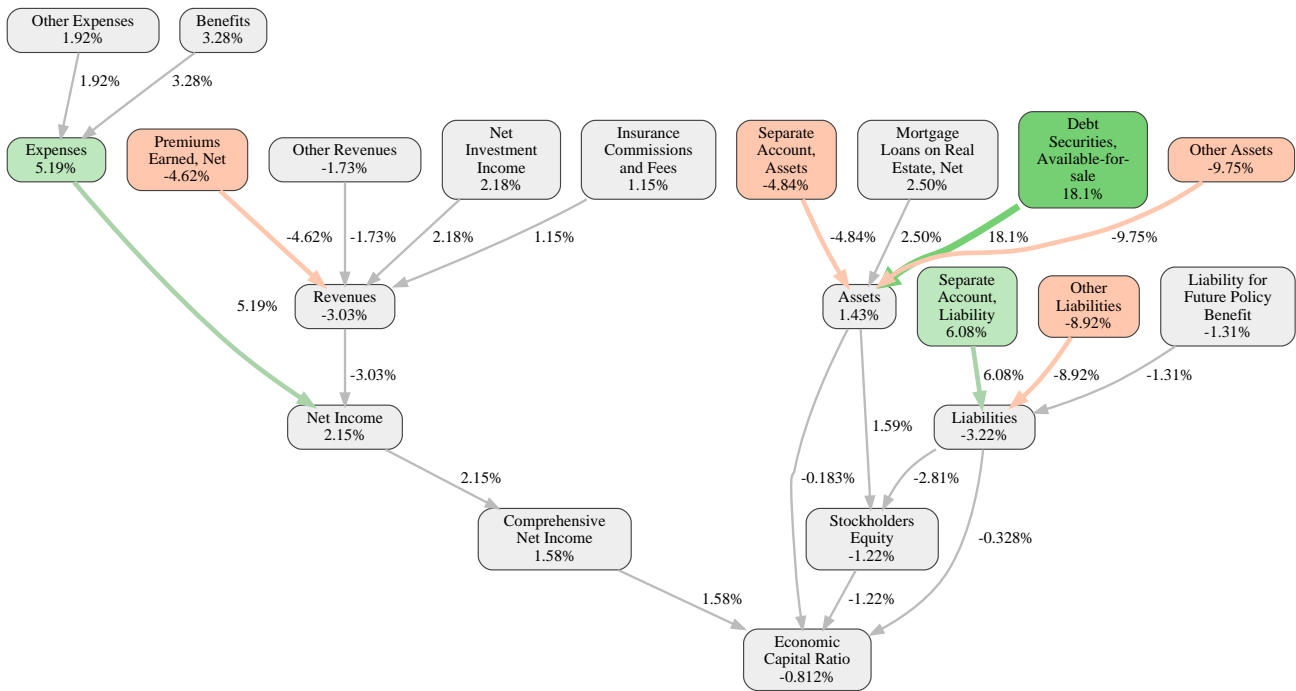 Other Expenses
1.92%
Benefits
3.28%
1.92%
3.28%
Expenses
5.19%
Premiums
Earned, Net
-4.62%
Other Revenues
-1.73%
Net
Investment
Income
2.18%
Insurance
Commissions
and Fees
1.15%
Separate
Account,
Assets
-4.84%
Mortgage
Loans on Real
Estate, Net
2.50%
Debt
Securities,
Available-for-
sale
18.1%
Other Assets
-9.75%
-4.62%
-1.73%
2.18%
1.15%
-4.84%
2.50%
18.1%
-9.75%
5.19%
Revenues
-3.03%
Assets
1.43%
Separate
Account,
Liability
6.08%
Other
Liabilities
-8.92%
Liability for
Future Policy
Benefit
-1.31%
-3.03%
6.08%
-8.92%
-1.31%
Net Income
2.15%
1.59%
Liabilities
-3.22%
2.15%
-0.183%
-2.81%
-0.328%
Comprehensive
Net Income
1.58%
Stockholders
Equity
-1.22%
1.58%
-1.22%
Economic
Capital Ratio
-0.812%